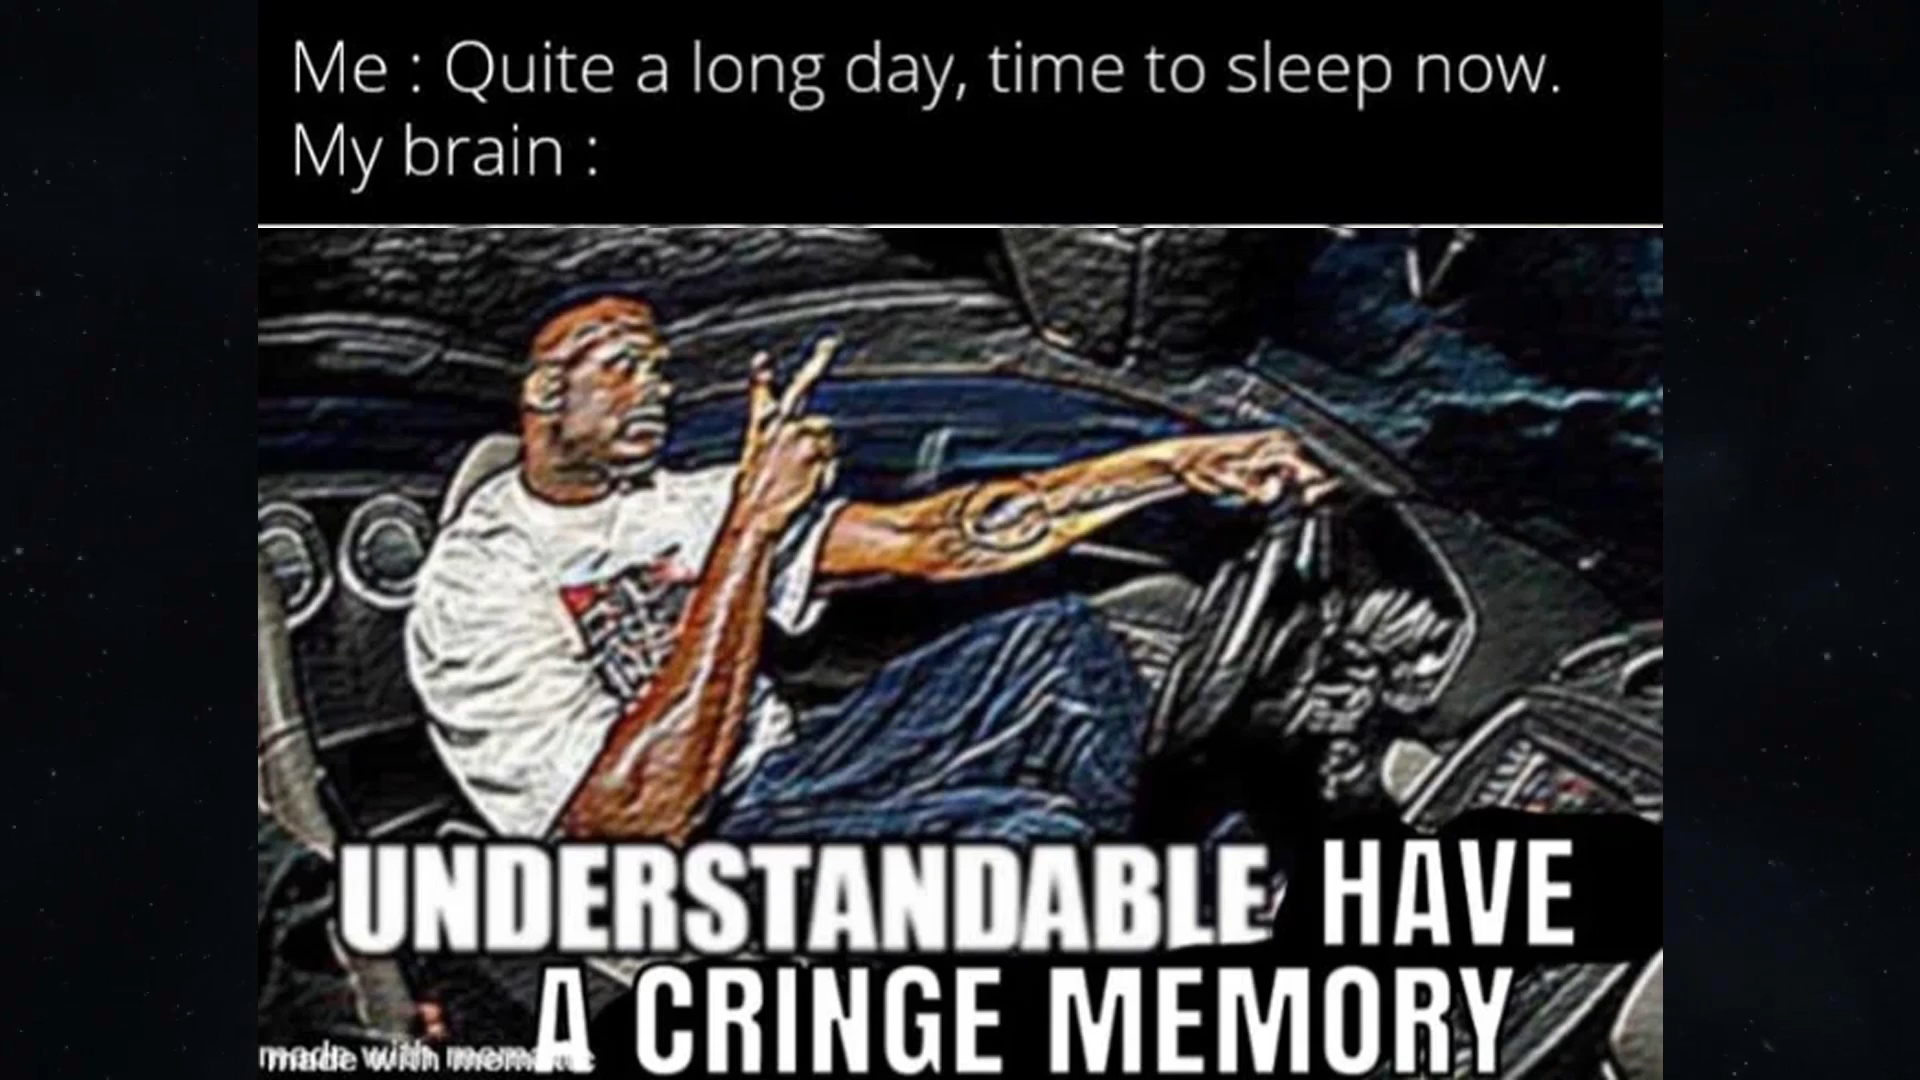 Me : Quite a long day, time to sleep now.
My brain :
UNDERSTANDABLE HAVE
A CRINGE MEMORY
made with